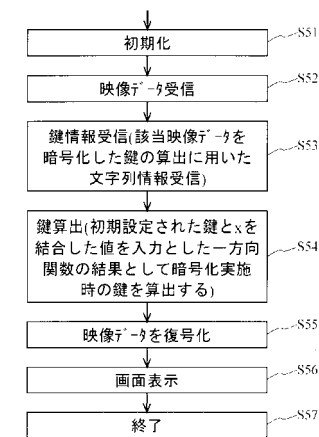 初期化
S51
映像ﾃﾞｰﾀ受信
S52
鍵情報受信(該当映像ﾃﾞｰﾀを
暗号化した鍵の算出に用いた
文字列情報受信)
S53
鍵算出(初期設定された鍵とxを
結合した値を入力とした一方向
関数の結果として暗号化実施
時の鍵を算出する)
S54
映像ﾃﾞｰﾀを復号化
S55
画面表示
S56
終了
S57